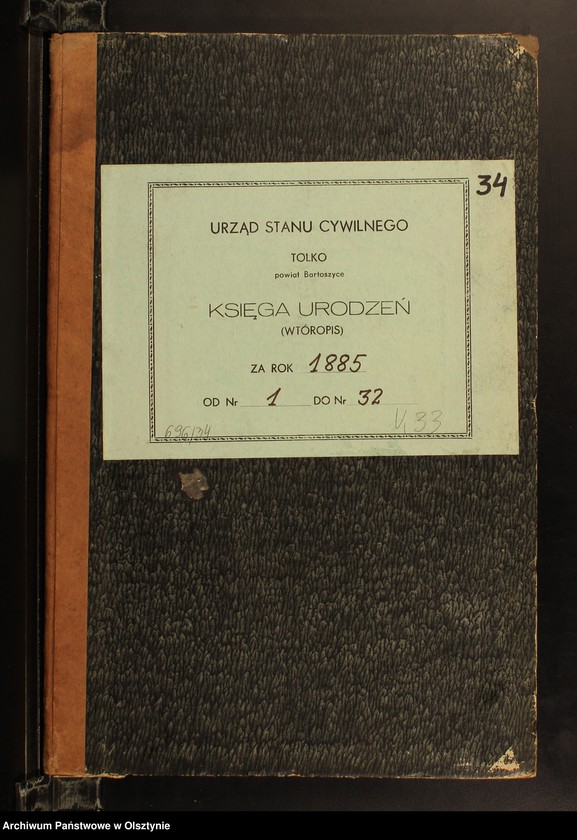 34
URZĄD STANU CYWILNEGO
TOLKO
powiat Bartoszyce
KSIĘGA URODZEŃ
(WTÓROPIS)
ZA ROK 1885
OD Nr 1 DO Nr 32
696/34
33
Archiwum Państwowe w Olsztynie